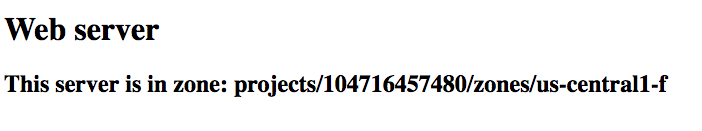 Web server
This server is in zone: projects/104716457480/zones/us-central1-f